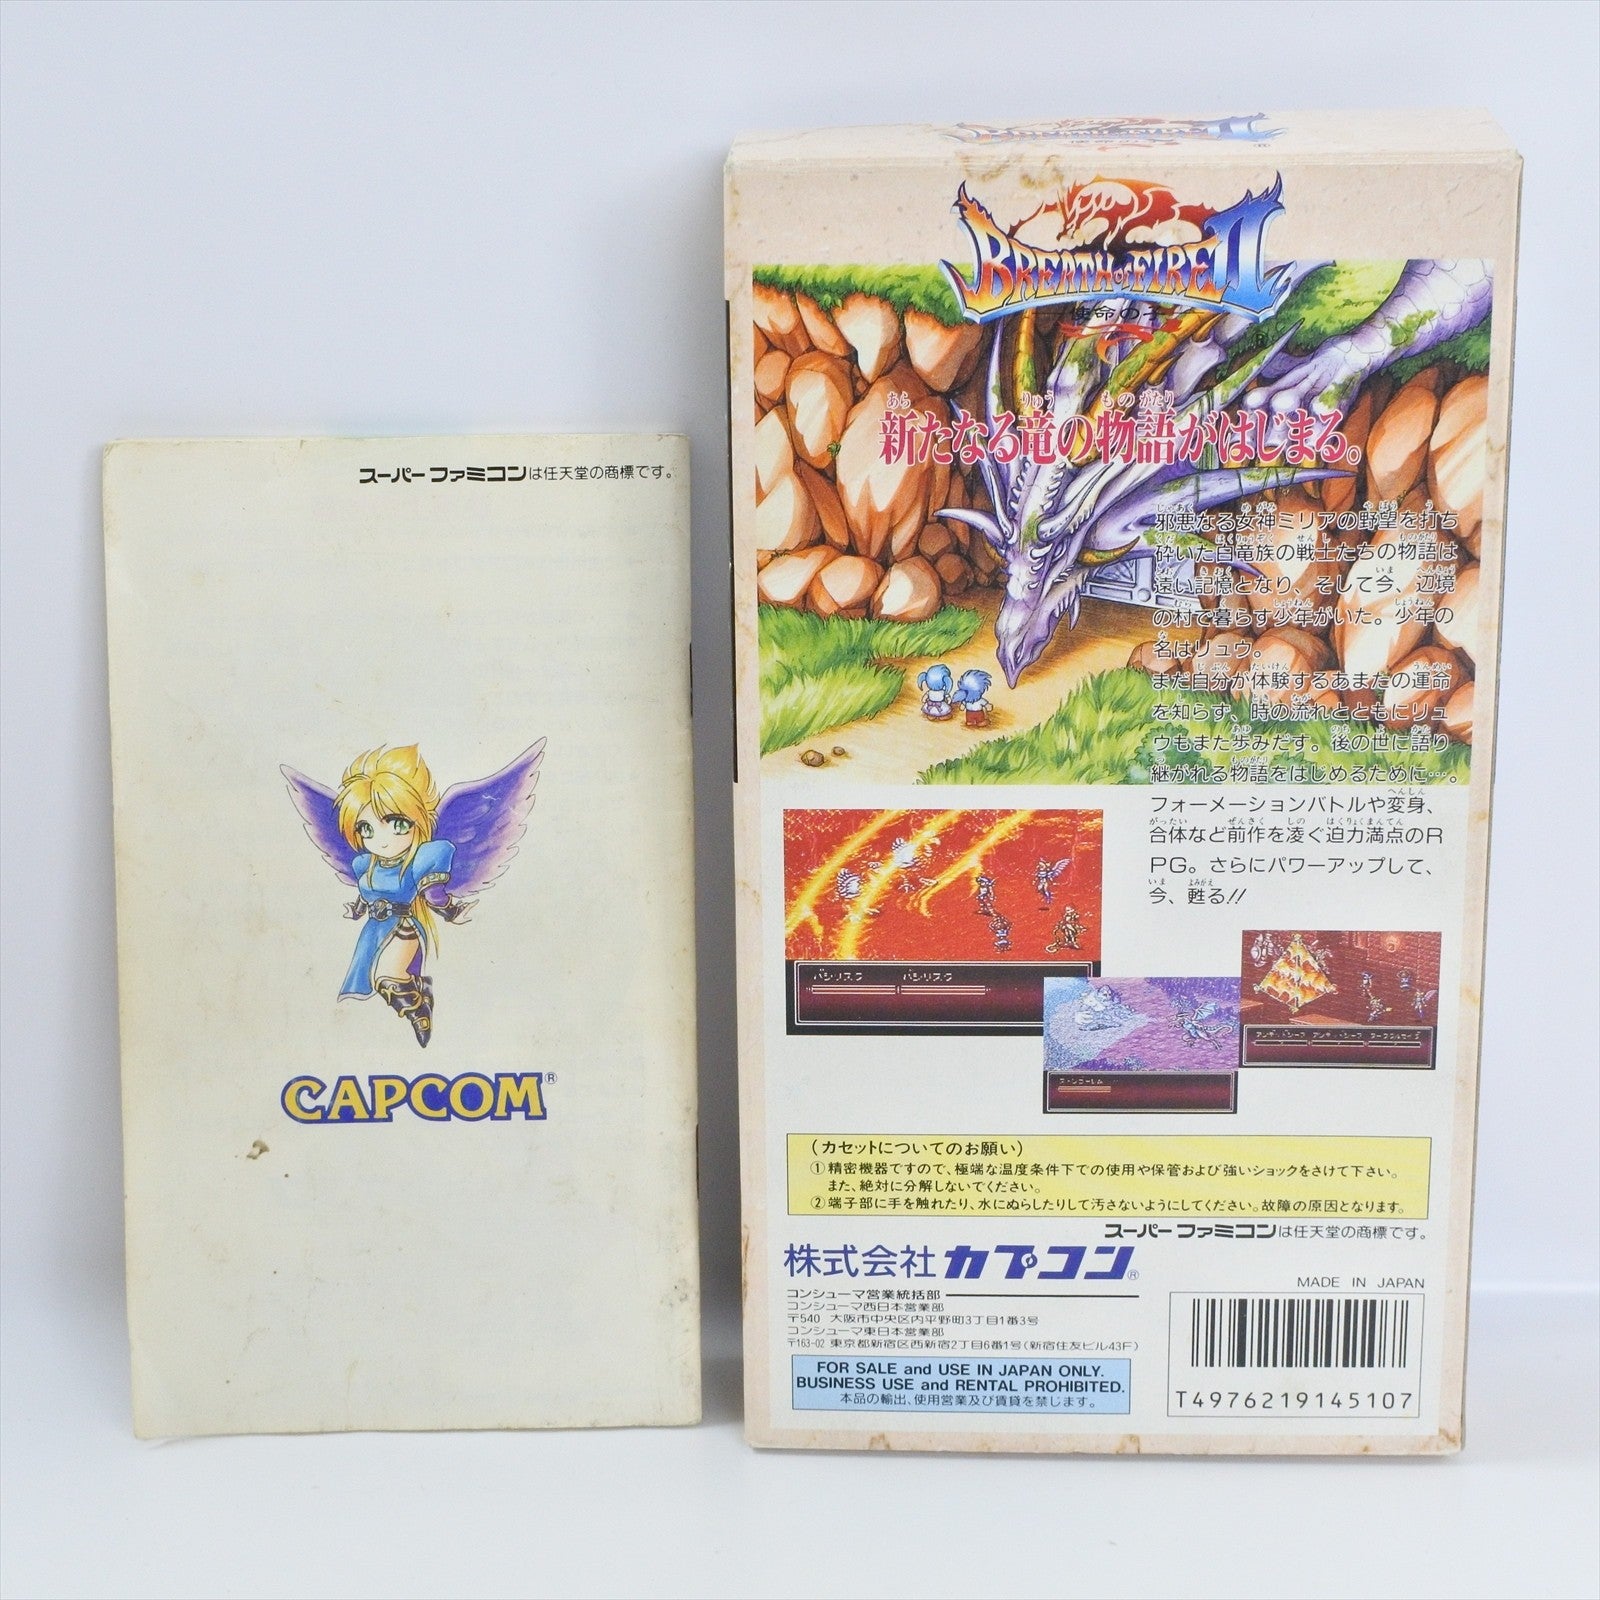 スーパーファミコンは任天堂の商標です。
CAPCOM®
BREATH OF FIRE II
使命の子
BREATH OF FIRE II
使命の子
新たなる竜の物語がはじまる。
邪悪なる女神ミリアの野望を打ち
砕いた白竜族の戦士たちの物語は
遠い記憶となり、そして今、辺境
の村で暮らす少年がいた。少年の
名はリュウ。
まだ自分が体験するあまたの運命
を知らず、時の流れとともにリュ
ウもまた歩みだす。後の世に語り
継がれる物語をはじめるために…。
フォーメーションバトルや変身、
合体など前作を凌ぐ迫力満点のR
PG。さらにパワーアップして、
今、甦る!!
バシリスク バシリスク
(カセットについてのお願い)
①精密機器ですので、極端な温度条件下での使用や保管および強いショックをさけて下さい。
また、絶対に分解しないでください。
②端子部に手を触れたり、水にぬらしたりして汚さないようにしてください。故障の原因となります。
スーパーファミコンは任天堂の商標です。
株式会社カプコン®
MADE IN JAPAN
コンシューマ営業統括部
コンシューマ西日本営業部
〒540 大阪市中央区内平野町3丁目1番3号
コンシューマ東日本営業部
〒163-02 東京都新宿区西新宿2丁目6番1号(新宿住友ビル43F)
FOR SALE and USE IN JAPAN ONLY.
BUSINESS USE and RENTAL PROHIBITED.
本品の輸出、使用営業及び賃貸を禁じます。
T4976219145107